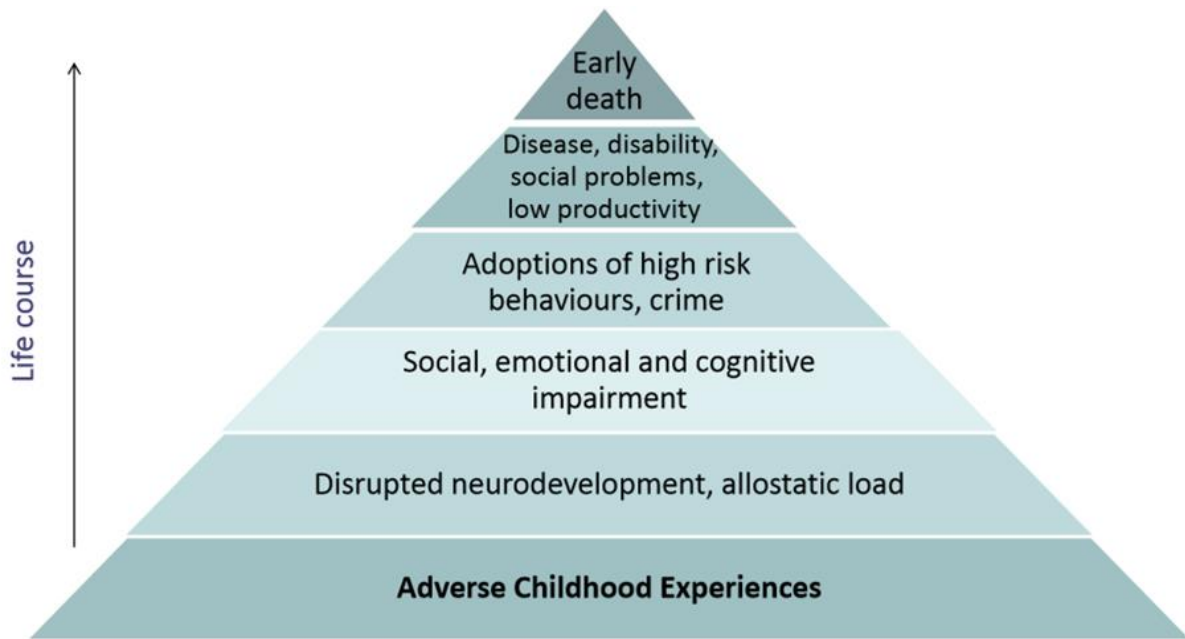 Early
death
Disease, disability,
social problems,
low productivity
Adoptions of high risk
behaviours, crime
Social, emotional and cognitive
impairment
Disrupted neurodevelopment, allostatic load
Adverse Childhood Experiences
Life course